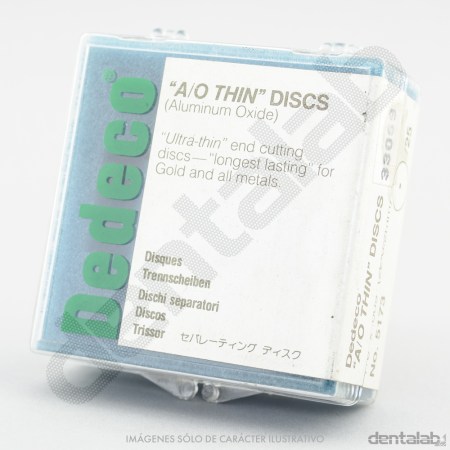 Dedeco®
"A/O THIN" DISCS
(Aluminum Oxide)
"Ultra-thin" end cutting
discs—"longest lasting" for
Gold and all metals.
Disques
Trennscheiben
Dischi separatori
Discos
Trissor セパレーティング ディスク
Dedeco
"A/O THIN" DISCS
No. 5173
25
dentalab
IMÁGENES SÓLO DE CARÁCTER ILUSTRATIVO
dentalab